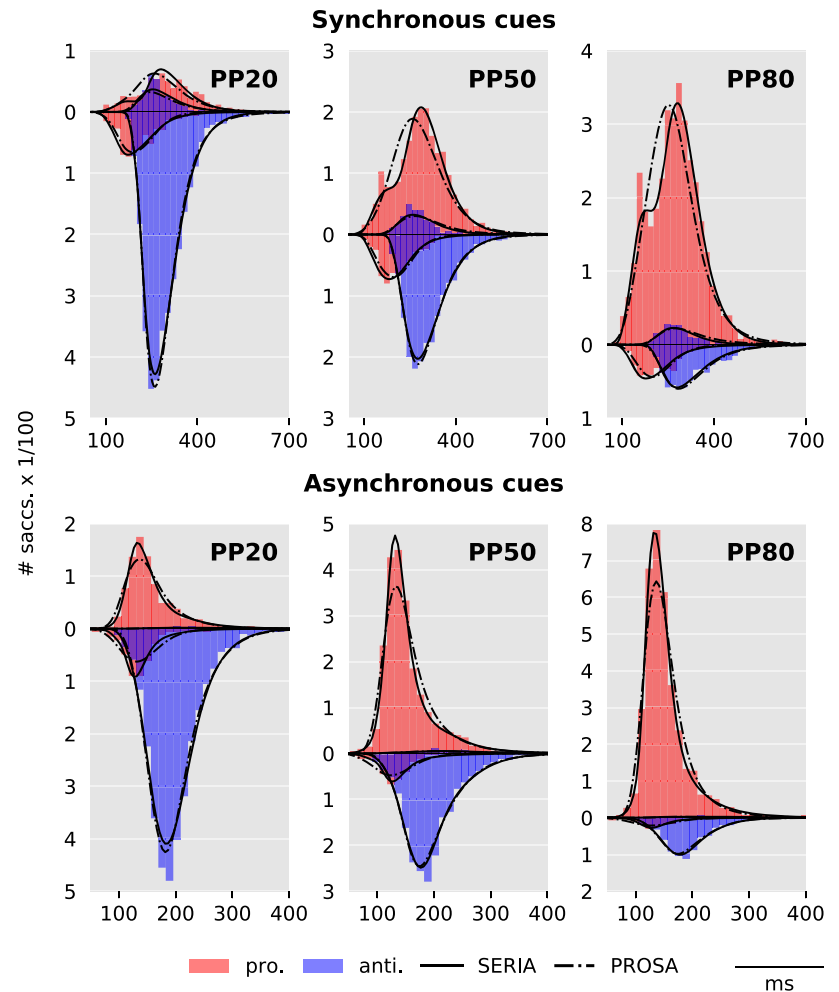 Synchronous cues
PP20 PP50 PP80
1 0 1 2 3 4 5
3 2 1 0 1 2 3
4 3 2 1 0 1
100 400 700 100 400 700 100 400 700
# saccs. x 1/100
Asynchronous cues
PP20 PP50 PP80
2 1 0 1 2 3 4 5
5 4 3 2 1 0 1 2 3
8 7 6 5 4 3 2 1 0 1 2
100 200 300 400 100 200 300 400 100 200 300 400
pro. anti. SERIA PROSA ms